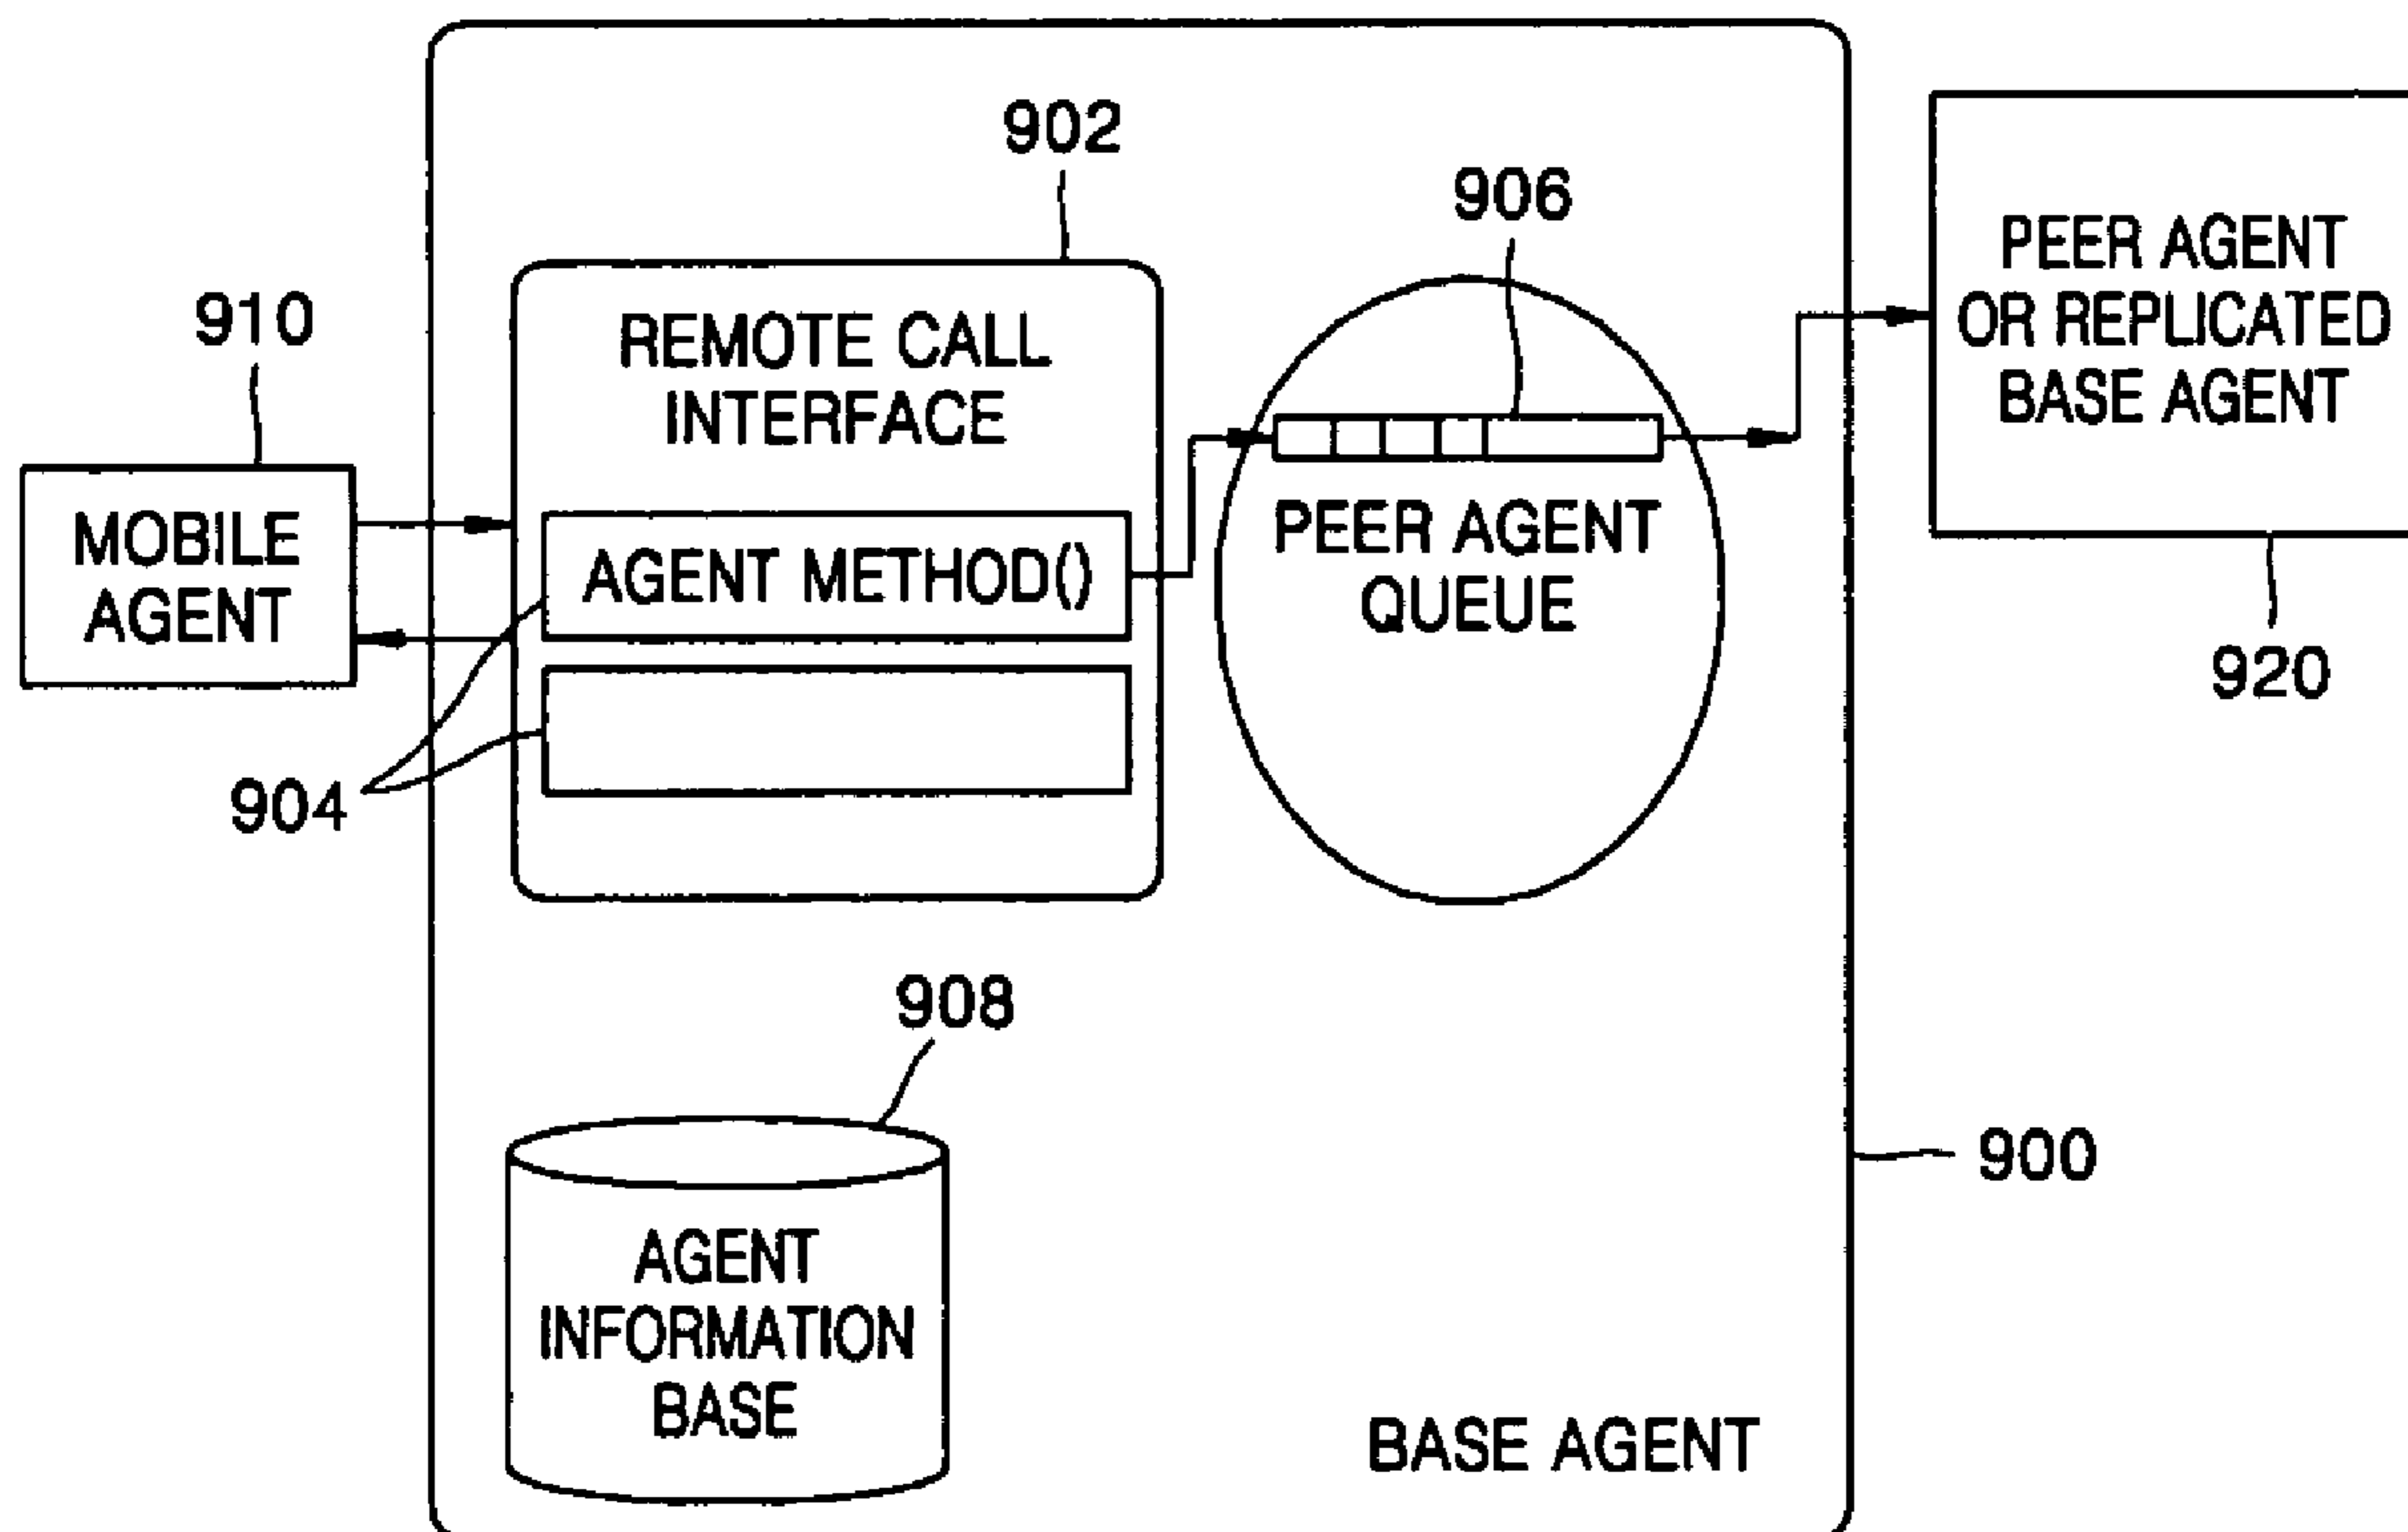 902
906
910
REMOTE CALL
INTERFACE
PEER AGENT
OR REPLICATED
BASE AGENT
MOBILE
AGENT
AGENT METHOD()
PEER AGENT
QUEUE
920
904
908
900
AGENT
INFORMATION
BASE
BASE AGENT